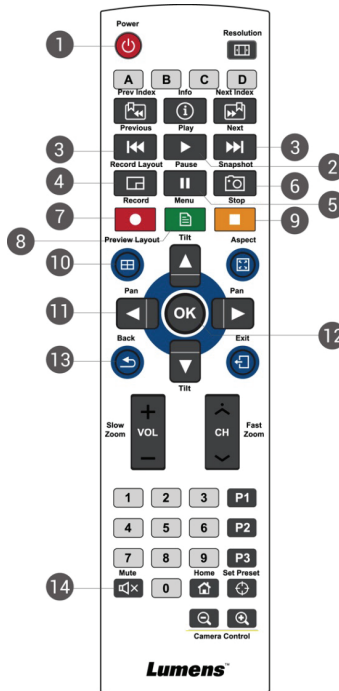 Power
1
Resolution
A B C D
Prev Index Info Next Index
Previous Play Next
3 3
2
Record Layout Pause Snapshot
4 6
5
Record Menu Stop
7 9
8
Preview Layout Tilt Aspect
10
Pan Pan
11 OK
12
Back Exit
13
Tilt
Slow Zoom + VOL − CH Fast Zoom
1 2 3 P1
4 5 6 P2
7 8 9 P3
Mute Home Set Preset
14 0
Camera Control
Lumens™